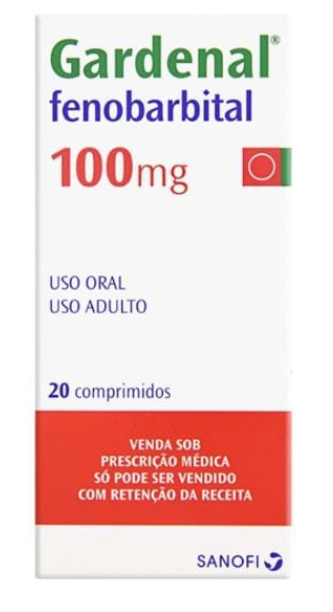 Gardenal®
fenobarbital
100mg
USO ORAL
USO ADULTO
20 comprimidos
VENDA SOB
PRESCRIÇÃO MÉDICA
SÓ PODE SER VENDIDO
COM RETENÇÃO DA RECEITA
SANOFI